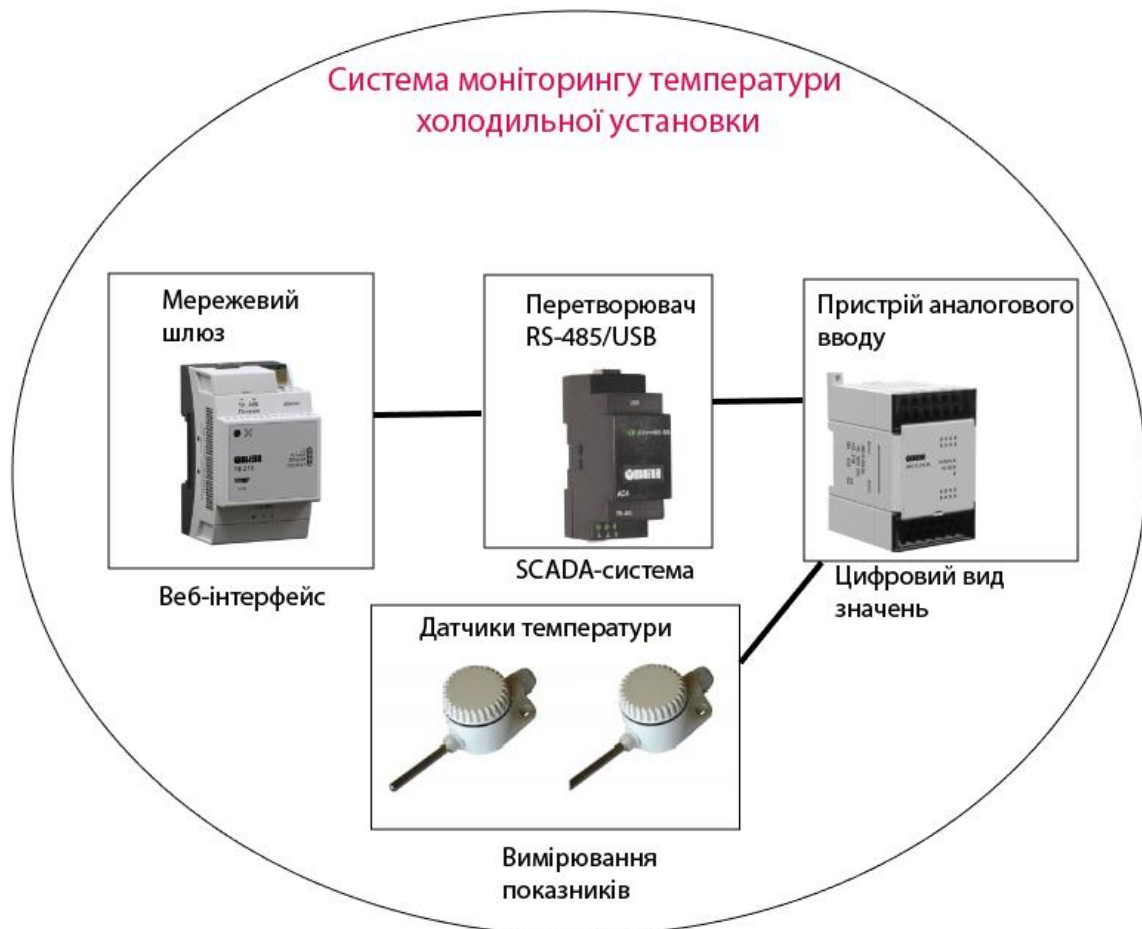 Система моніторингу температури
холодильної установки
Мережевий
шлюз
Перетворювач
RS-485/USB
Пристрій аналогового
вводу
Веб-інтерфейс
SCADA-система
Цифровий вид
значень
Датчики температури
Вимірювання
показників